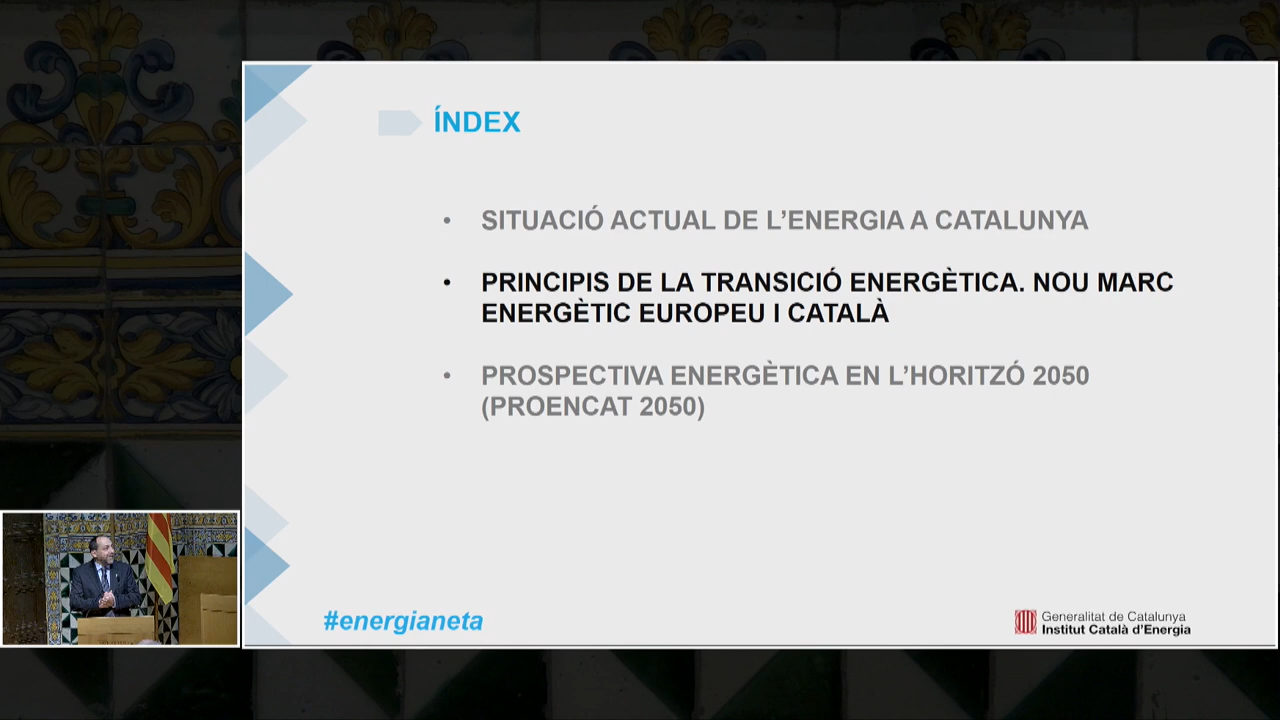 ÍNDEX
• SITUACIÓ ACTUAL DE L’ENERGIA A CATALUNYA
• PRINCIPIS DE LA TRANSICIÓ ENERGÈTICA. NOU MARC
ENERGÈTIC EUROPEU I CATALÀ
• PROSPECTIVA ENERGÈTICA EN L’HORITZÓ 2050
(PROENCAT 2050)
#energianeta
Generalitat de Catalunya
Institut Català d’Energia